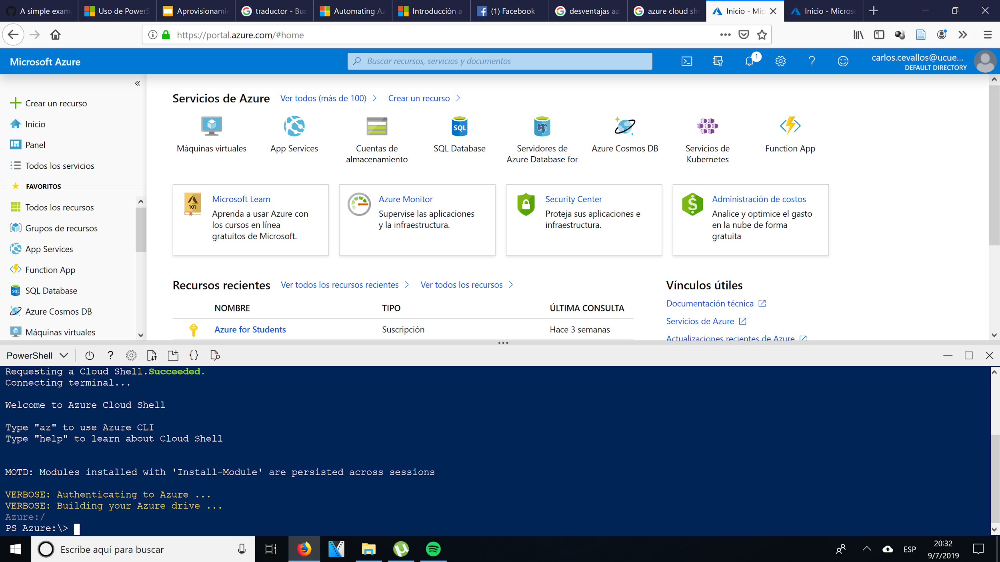 A simple exam
Uso de PowerS
Aprovisionami
traductor - Bus
Automating Az
Introducción a
(1) Facebook
desventajas az
azure cloud sh
Inicio - Mic
Inicio - Micros
https://portal.azure.com/#home
Microsoft Azure
Buscar recursos, servicios y documentos
1
carlos.cevallos@ucue...
DEFAULT DIRECTORY
Crear un recurso
Inicio
Panel
Todos los servicios
FAVORITOS
Todos los recursos
Grupos de recursos
App Services
Function App
SQL Database
Azure Cosmos DB
Máquinas virtuales
Servicios de Azure
Ver todos (más de 100)
Crear un recurso
Máquinas virtuales
App Services
Cuentas de
almacenamiento
SQL
SQL Database
Servidores de
Azure Database for
Azure Cosmos DB
Servicios de
Kubernetes
Function App
101
Microsoft Learn
Aprenda a usar Azure con
los cursos en línea
gratuitos de Microsoft.
Azure Monitor
Supervise las aplicaciones
y la infraestructura.
Security Center
Proteja sus aplicaciones e
infraestructura.
Administración de costos
Analice y optimice el gasto
en la nube de forma
gratuita
Recursos recientes
Ver todos los recursos recientes
Ver todos los recursos
NOMBRE TIPO ÚLTIMA CONSULTA
Azure for Students Suscripción Hace 3 semanas
Vínculos útiles
Documentación técnica
Servicios de Azure
Actualizaciones recientes de Azure
PowerShell
Requesting a Cloud Shell.Succeeded.
Connecting terminal...
Welcome to Azure Cloud Shell
Type "az" to use Azure CLI
Type "help" to learn about Cloud Shell
MOTD: Modules installed with 'Install-Module' are persisted across sessions
VERBOSE: Authenticating to Azure ...
VERBOSE: Building your Azure drive ...
Azure:/
PS Azure:\>
Escribe aquí para buscar
ESP
20:32
9/7/2019